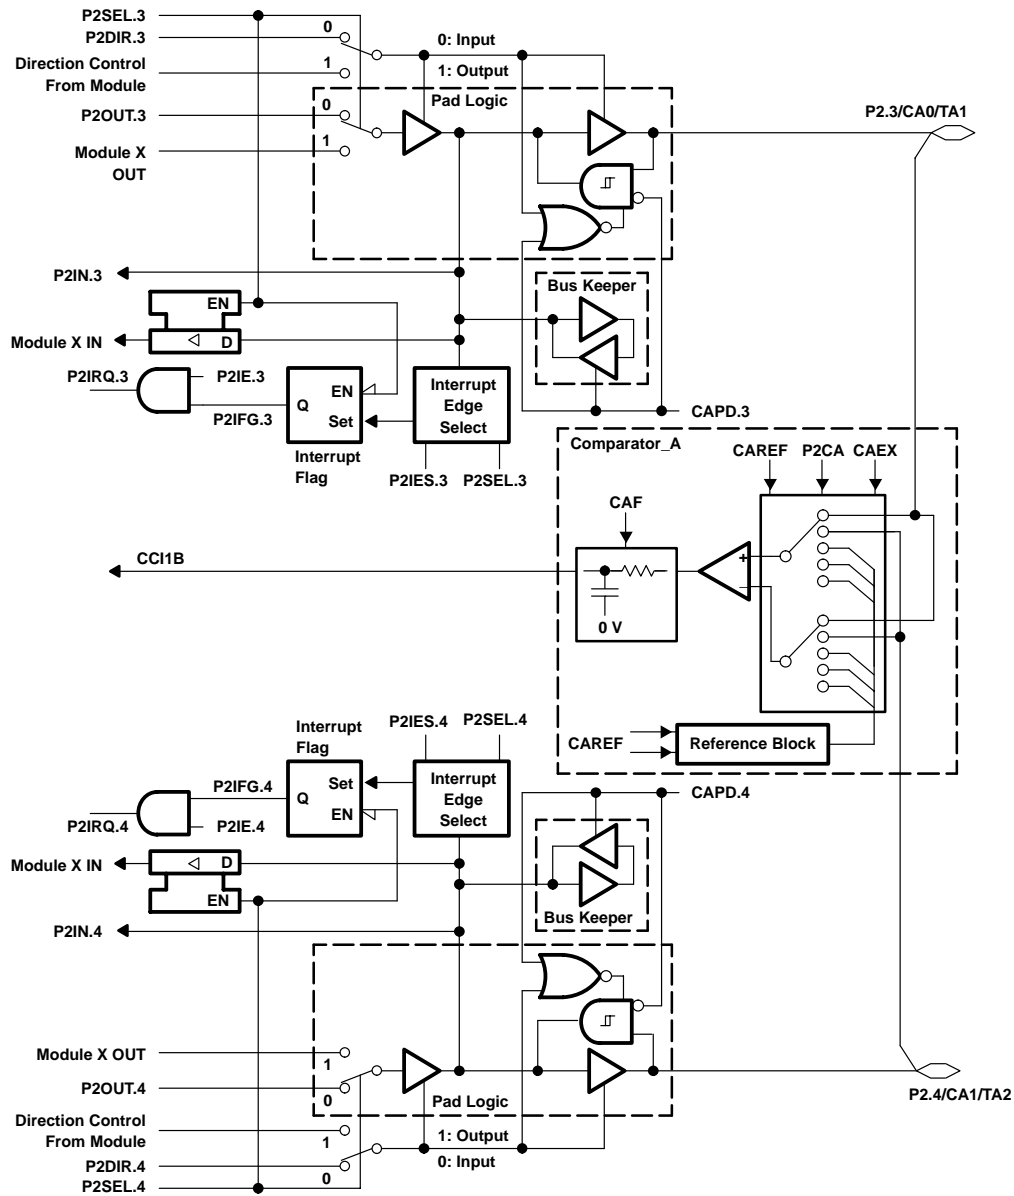 P2SEL.3
P2DIR.3
0
0: Input
Direction Control
From Module
1
1: Output
Pad Logic
P2OUT.3
0
P2.3/CA0/TA1
Module X
OUT
1
P2IN.3
Bus Keeper
EN
Module X IN
D
P2IRQ.3
P2IE.3
P2IFG.3
Q
EN
Set
Interrupt
Edge
Select
Interrupt
Flag
P2IES.3
P2SEL.3
CAPD.3
Comparator_A
CAREF
P2CA
CAEX
CAF
CCI1B
+
−
0 V
CAREF
Reference Block
Interrupt
Flag
P2IES.4
P2SEL.4
P2IFG.4
Q
Set
EN
Interrupt
Edge
Select
CAPD.4
P2IRQ.4
P2IE.4
Module X IN
D
EN
Bus Keeper
P2IN.4
Module X OUT
1
P2OUT.4
0
Pad Logic
P2.4/CA1/TA2
Direction Control
From Module
1
1: Output
P2DIR.4
0: Input
0
P2SEL.4